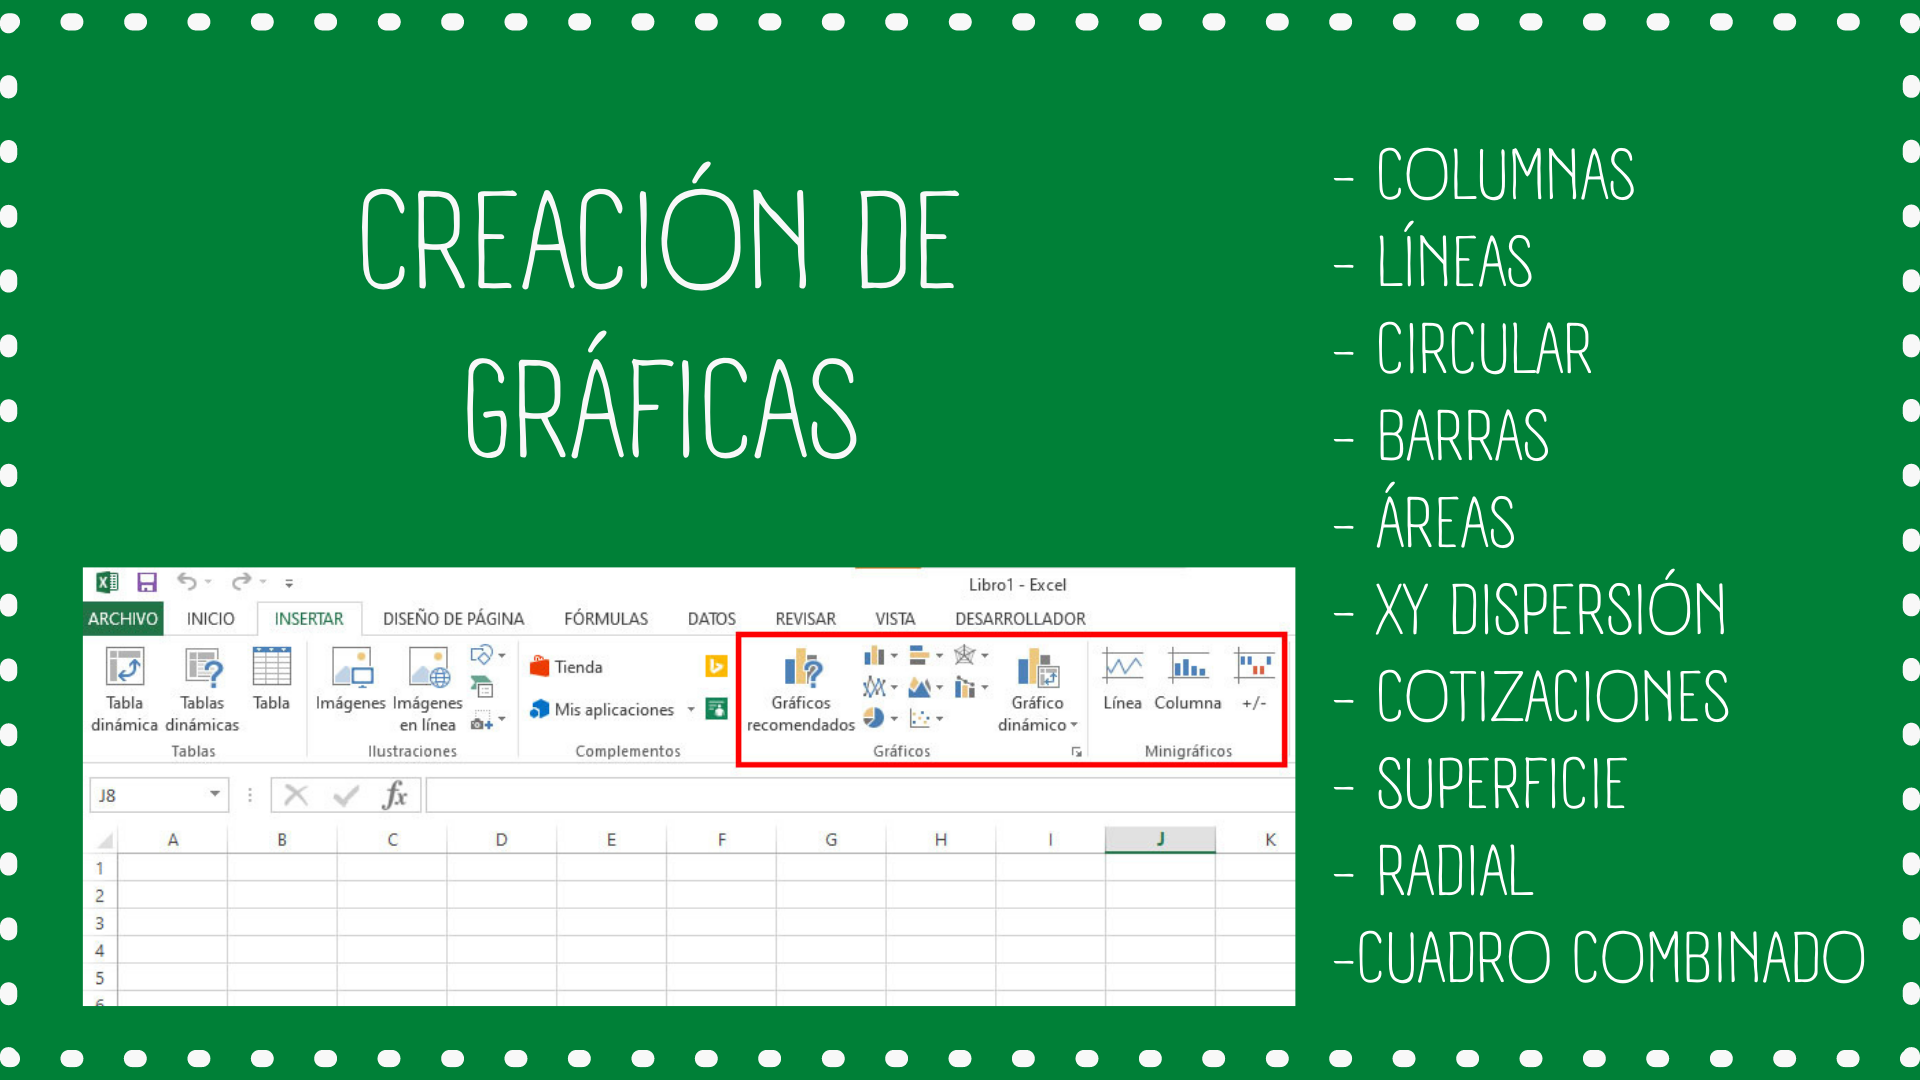 CREACIÓN DE
GRÁFICAS
- COLUMNAS
- LÍNEAS
- CIRCULAR
- BARRAS
- ÁREAS
- XY DISPERSIÓN
- COTIZACIONES
- SUPERFICIE
- RADIAL
-CUADRO COMBINADO
Libro1 - Excel
ARCHIVO INICIO INSERTAR DISEÑO DE PÁGINA FÓRMULAS DATOS REVISAR VISTA DESARROLLADOR
Tabla
dinámica
Tablas
dinámicas
Tabla
Tablas
Imágenes
Imágenes
en línea
Ilustraciones
Tienda
Mis aplicaciones
Complementos
Gráficos
recomendados
Gráfico
dinámico
Gráficos
Línea Columna +/-
Minigráficos
J8
fx
A B C D E F G H I J K
1
2
3
4
5
6